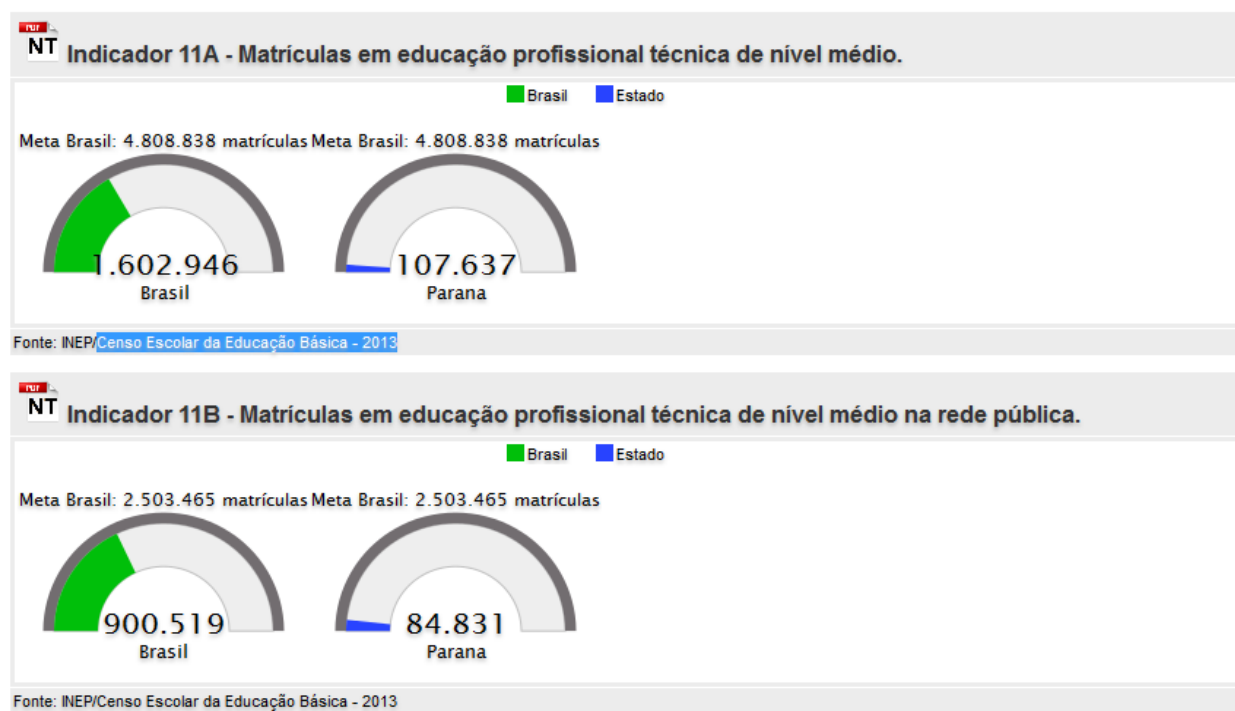 NT Indicador 11A - Matrículas em educação profissional técnica de nível médio.
Brasil Estado
Meta Brasil: 4.808.838 matrículas Meta Brasil: 4.808.838 matrículas
1.602.946 107.637
Brasil Parana
Fonte: INEP/Censo Escolar da Educação Básica - 2013
NT Indicador 11B - Matrículas em educação profissional técnica de nível médio na rede pública.
Brasil Estado
Meta Brasil: 2.503.465 matrículas Meta Brasil: 2.503.465 matrículas
900.519 84.831
Brasil Parana
Fonte: INEP/Censo Escolar da Educação Básica - 2013